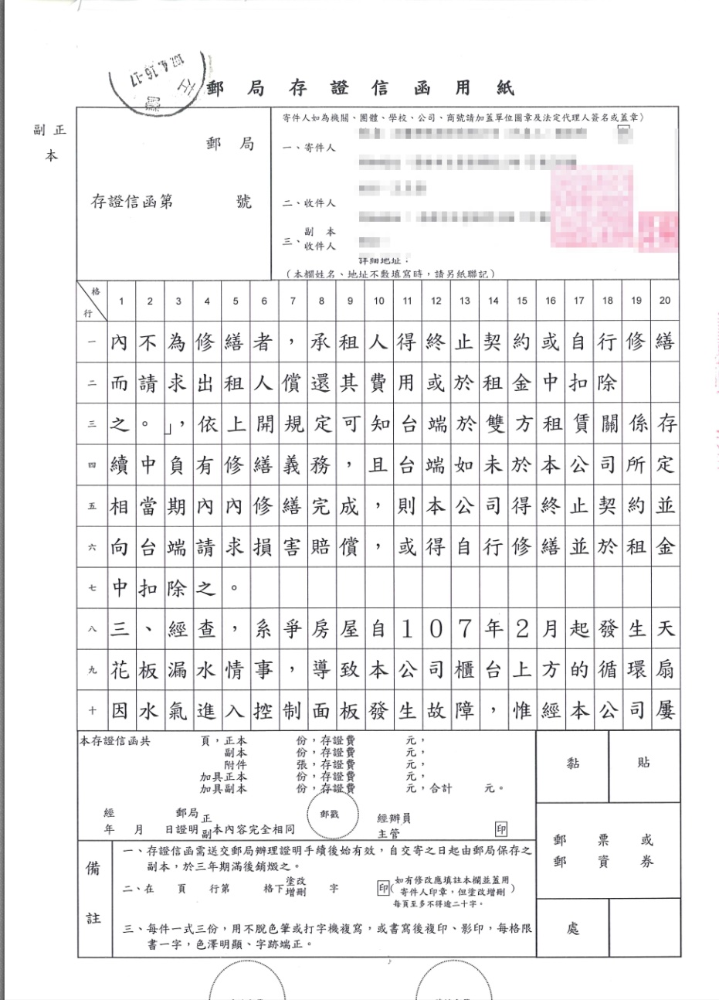 107.4.16-17
郵局存證信函用紙
副 正
本
郵 局
存證信函第 號
寄件人如為機關、團體、學校、公司、商號請加蓋單位圖章及法定代理人簽名或蓋章〉
一、寄件人
二、收件人
三、副 本
收件人
詳細地址：
（本欄姓名、地址不敷填寫時，請另紙聯記）
格
行
1 2 3 4 5 6 7 8 9 10 11 12 13 14 15 16 17 18 19 20
一 內不為修繕者，承租人得終止契約或自行修繕
二 而請求出租人償還其費用或於租金中扣除
三 之。」，依上開規定可知台端於雙方租賃關係存
四 續中負有修繕義務，且台端如未於本公司所定
五 相當期內內修繕完成，則本公司得終止契約並
六 向台端請求損害賠償，或得自行修繕並於租金
七 中扣除之。
八 三、經查，系爭房屋自107年2月起發生天
九 花板漏水情事，導致本公司櫃台上方的循環扇
十 因水氣進入控制面板發生故障，惟經本公司屢
本存證信函共 頁，正本 份，存證費 元，
副本 份，存證費 元，
附件 張，存證費 元，
加具正本 份，存證費 元，
加具副本 份，存證費 元，合計 元。
經 郵局
年 月 日證明 正副 本內容完全相同
郵戳
經辦員
主管
印
黏 貼
郵 票 或
郵 資 券
處
備
註
一、存證信函需送交郵局辦理證明手續後始有效，自交寄之日起由郵局保存之
副本，於三年期滿後銷燬之。
二、在 頁 行第 格下 塗改增刪 字 印（如有修改應填註本欄並蓋用
寄件人印章，但塗改增刪）
每頁至多不得逾二十字。
三、每件一式三份，用不脫色筆或打字機複寫，或書寫後複印、影印，每格限
書一字，色澤明顯、字跡端正。